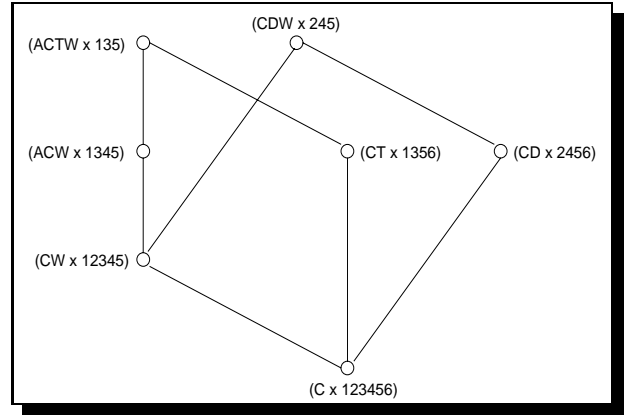 (CDW x 245)
(ACTW x 135)
(ACW x 1345)
(CT x 1356)
(CD x 2456)
(CW x 12345)
(C x 123456)